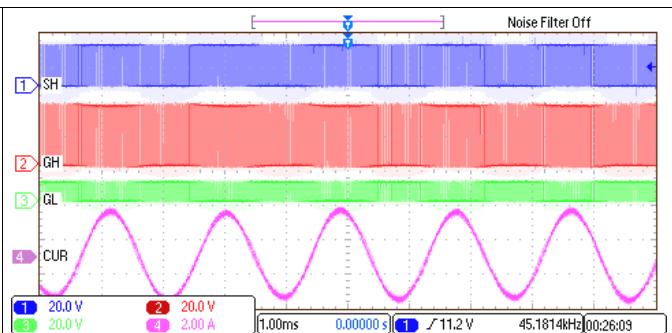 Noise Filter Off
T
T
1 SH
2 GH
3 GL
4 CUR
1 20.0 V 2 20.0 V
3 20.0 V 4 2.00 A
1.00ms 0.00000 s 1 11.2 V 45.1814kHz 00:26:09